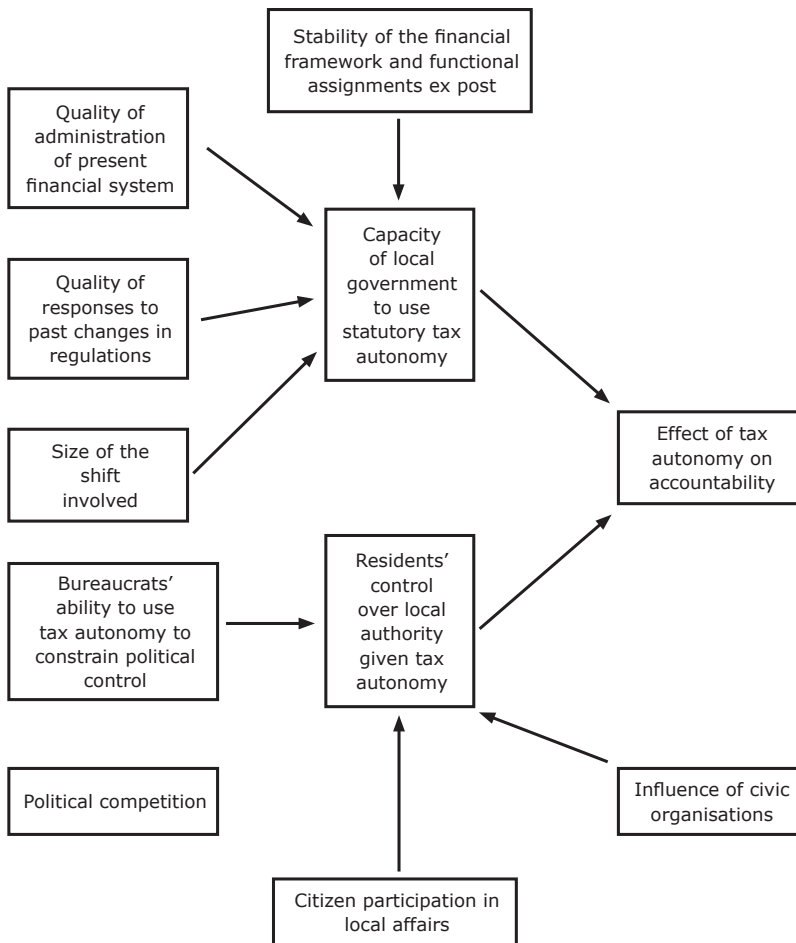 Stability of the financial
framework and functional
assignments ex post
Quality of
administration
of present
financial system
Capacity
of local
government
to use
statutory tax
autonomy
Quality of
responses to
past changes in
regulations
Size of the
shift
involved
Effect of tax
autonomy on
accountability
Bureaucrats’
ability to use
tax autonomy to
constrain political
control
Residents’
control
over local
authority
given tax
autonomy
Political competition
Influence of civic
organisations
Citizen participation in
local affairs